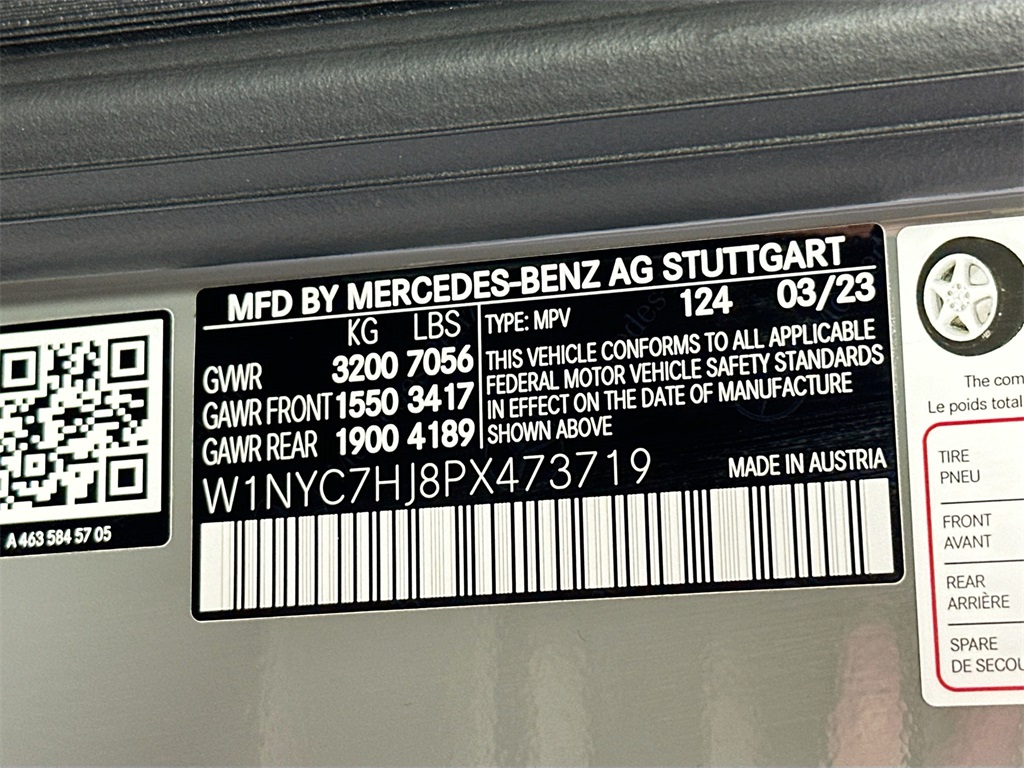 MFD BY MERCEDES-BENZ AG STUTTGART
KG LBS
TYPE: MPV 124 03/23
GVWR 3200 7056
GAWR FRONT 1550 3417
GAWR REAR 1900 4189
THIS VEHICLE CONFORMS TO ALL APPLICABLE
FEDERAL MOTOR VEHICLE SAFETY STANDARDS
IN EFFECT ON THE DATE OF MANUFACTURE
SHOWN ABOVE
W1NYC7HJ8PX473719
MADE IN AUSTRIA
A 463 584 57 05
The com
Le poids total
TIRE
PNEU
FRONT
AVANT
REAR
ARRIÈRE
SPARE
DE SECOU